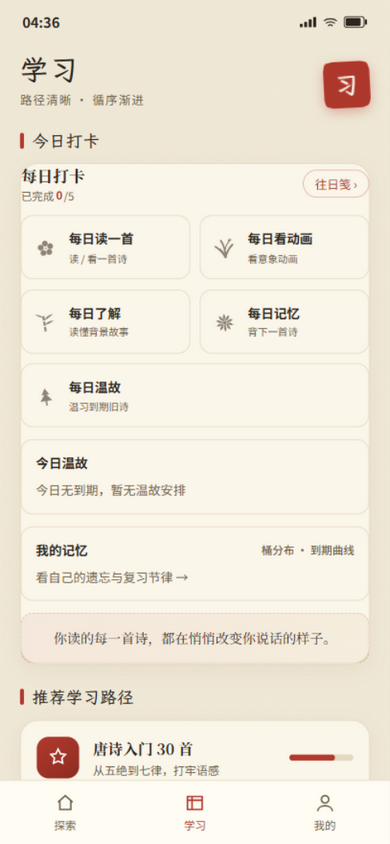 04:36
学习
习
路径清晰 · 循序渐进
今日打卡
每日打卡
已完成 0/5
往日笺 ›
每日读一首
读 / 看一首诗
每日看动画
看意象动画
每日了解
读懂背景故事
每日记忆
背下一首诗
每日温故
温习到期旧诗
今日温故
今日无到期，暂无温故安排
我的记忆
桶分布 · 到期曲线
看自己的遗忘与复习节律 →
你读的每一首诗，都在悄悄改变你说话的样子。
推荐学习路径
唐诗入门 30 首
从五绝到七律，打牢语感
探索
学习
我的